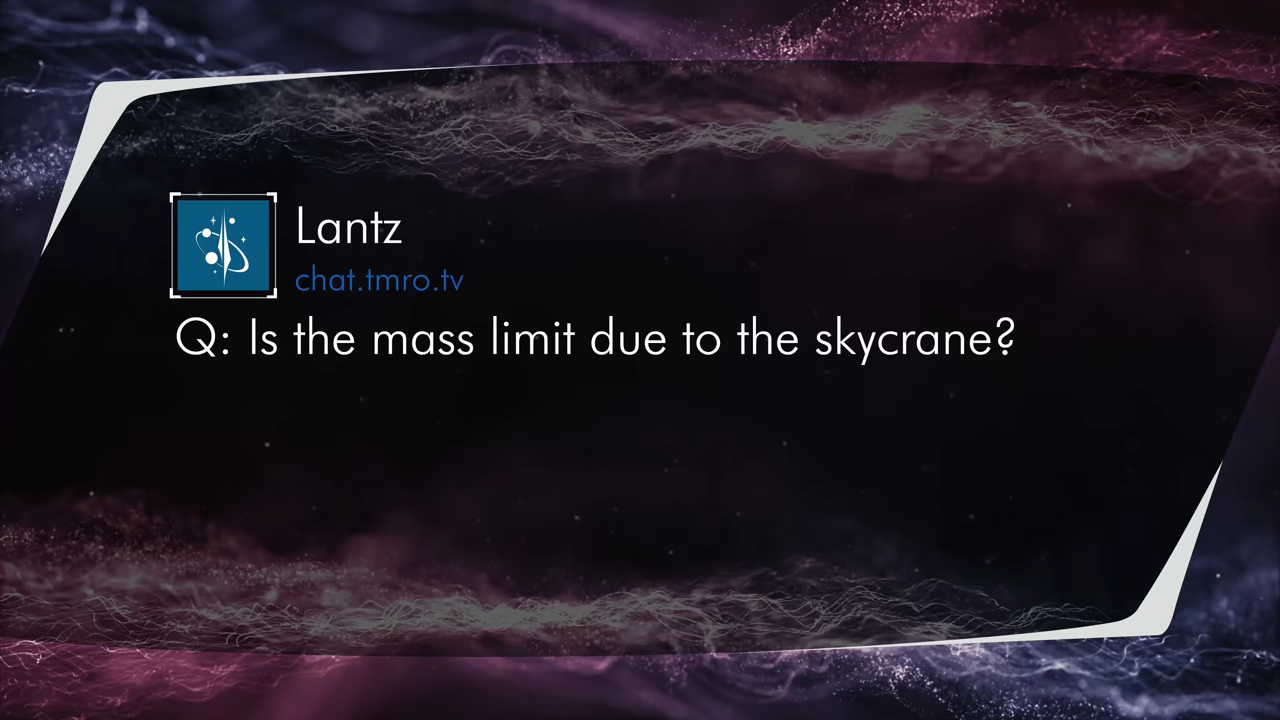 Lantz
chat.tmro.tv
Q: Is the mass limit due to the skycrane?